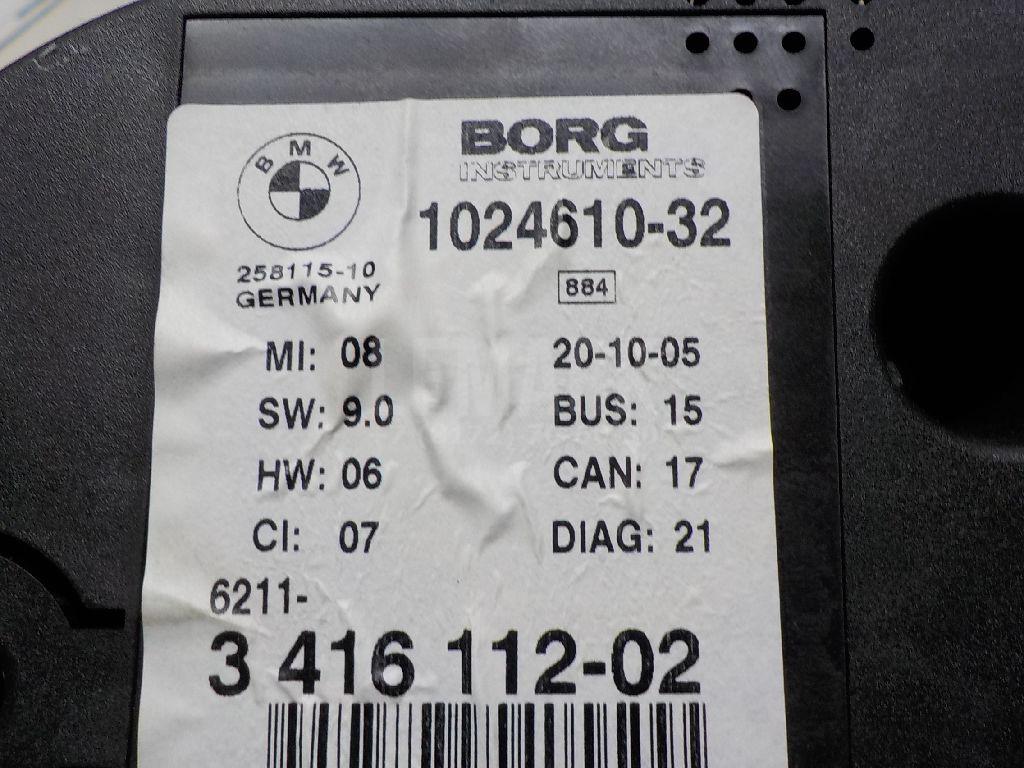 BMW
BORG
INSTRUMENTS
1024610-32
258115-10
GERMANY
884
MI: 08
20-10-05
SW: 9.0
BUS: 15
HW: 06
CAN: 17
CI: 07
DIAG: 21
6211-
3 416 112-02